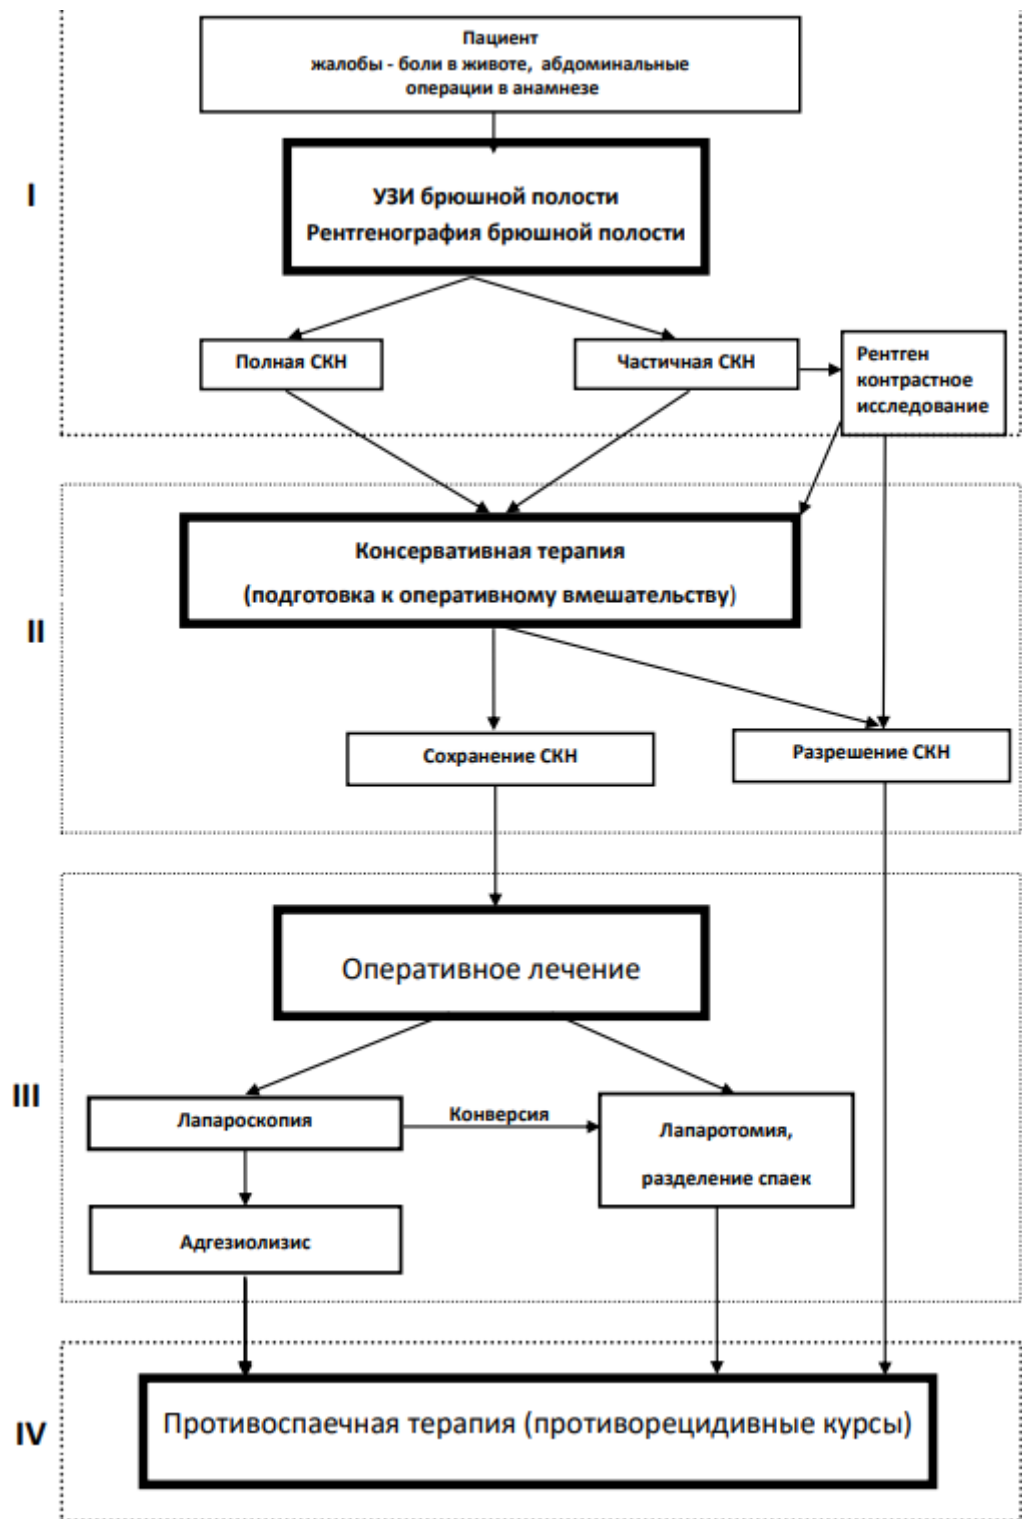 Пациент
жалобы - боли в животе, абдоминальные
операции в анамнезе
I
УЗИ брюшной полости
Рентгенография брюшной полости
Полная СКН
Частичная СКН
Рентген
контрастное
исследование
II
Консервативная терапия
(подготовка к оперативному вмешательству)
Сохранение СКН
Разрешение СКН
III
Оперативное лечение
Лапароскопия
Конверсия
Лапаротомия,
разделение спаек
Адгезиолизис
IV
Противоспаечная терапия (противорецидивные курсы)